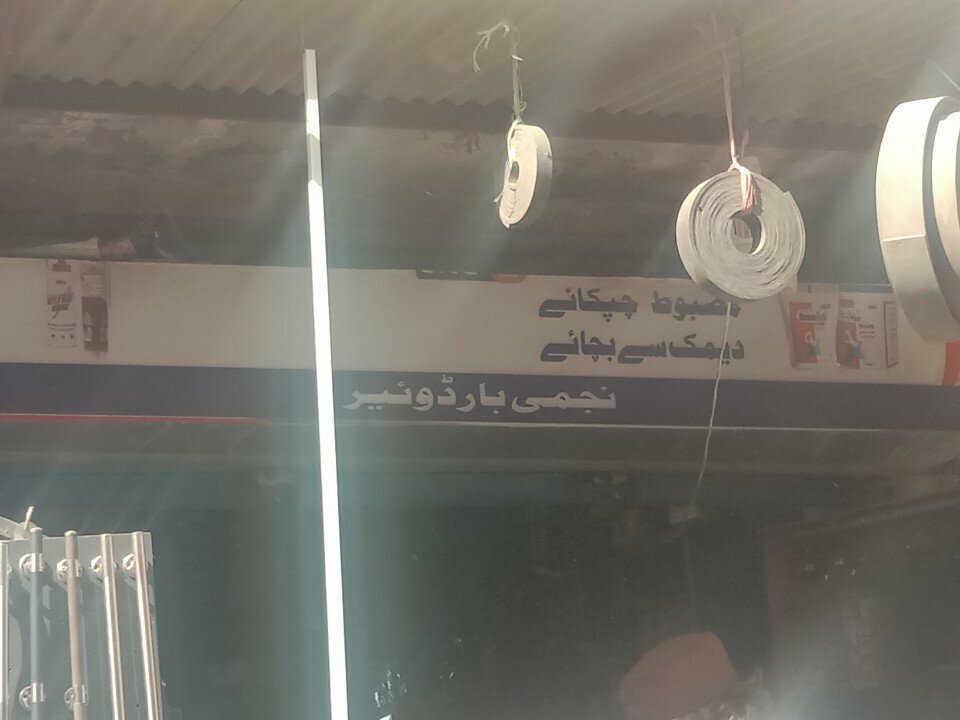 مضبوط چپکائے
دیمک سے بچائے
نجمی ہارڈوئیر